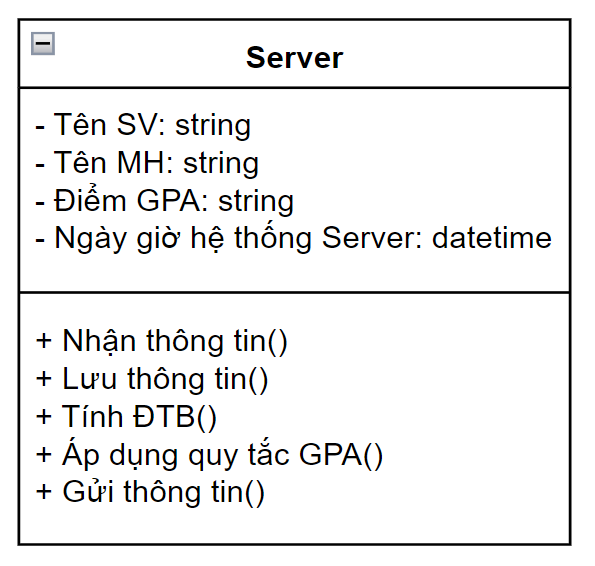 Server
- Tên SV: string
- Tên MH: string
- Điểm GPA: string
- Ngày giờ hệ thống Server: datetime
+ Nhận thông tin()
+ Lưu thông tin()
+ Tính ĐTB()
+ Áp dụng quy tắc GPA()
+ Gửi thông tin()